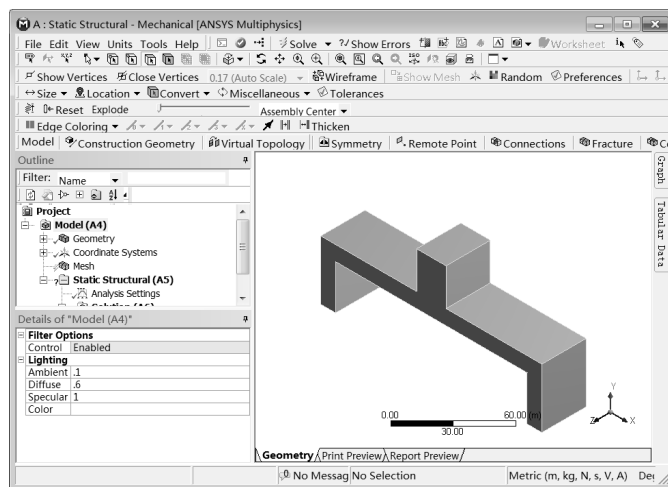 A : Static Structural - Mechanical [ANSYS Multiphysics]
File Edit View Units Tools Help Solve ?/ Show Errors Worksheet
Show Vertices Close Vertices 0.17 (Auto Scale) Wireframe Show Mesh Random Preferences
Size Location Convert Miscellaneous Tolerances
Reset Explode Assembly Center
Edge Coloring Thicken
Model Construction Geometry Virtual Topology Symmetry Remote Point Connections Fracture
Outline
Filter: Name
Project
Model (A4)
Geometry
Coordinate Systems
Mesh
Static Structural (A5)
Analysis Settings
Solution (A6)
Details of "Model (A4)"
Filter Options
Control Enabled
Lighting
Ambient .1
Diffuse .6
Specular 1
Color
Graph
Tabular Data
0.00 60.00 (m)
30.00
Y
Z X
Geometry Print Preview Report Preview
No Messag No Selection Metric (m, kg, N, s, V, A) Deg